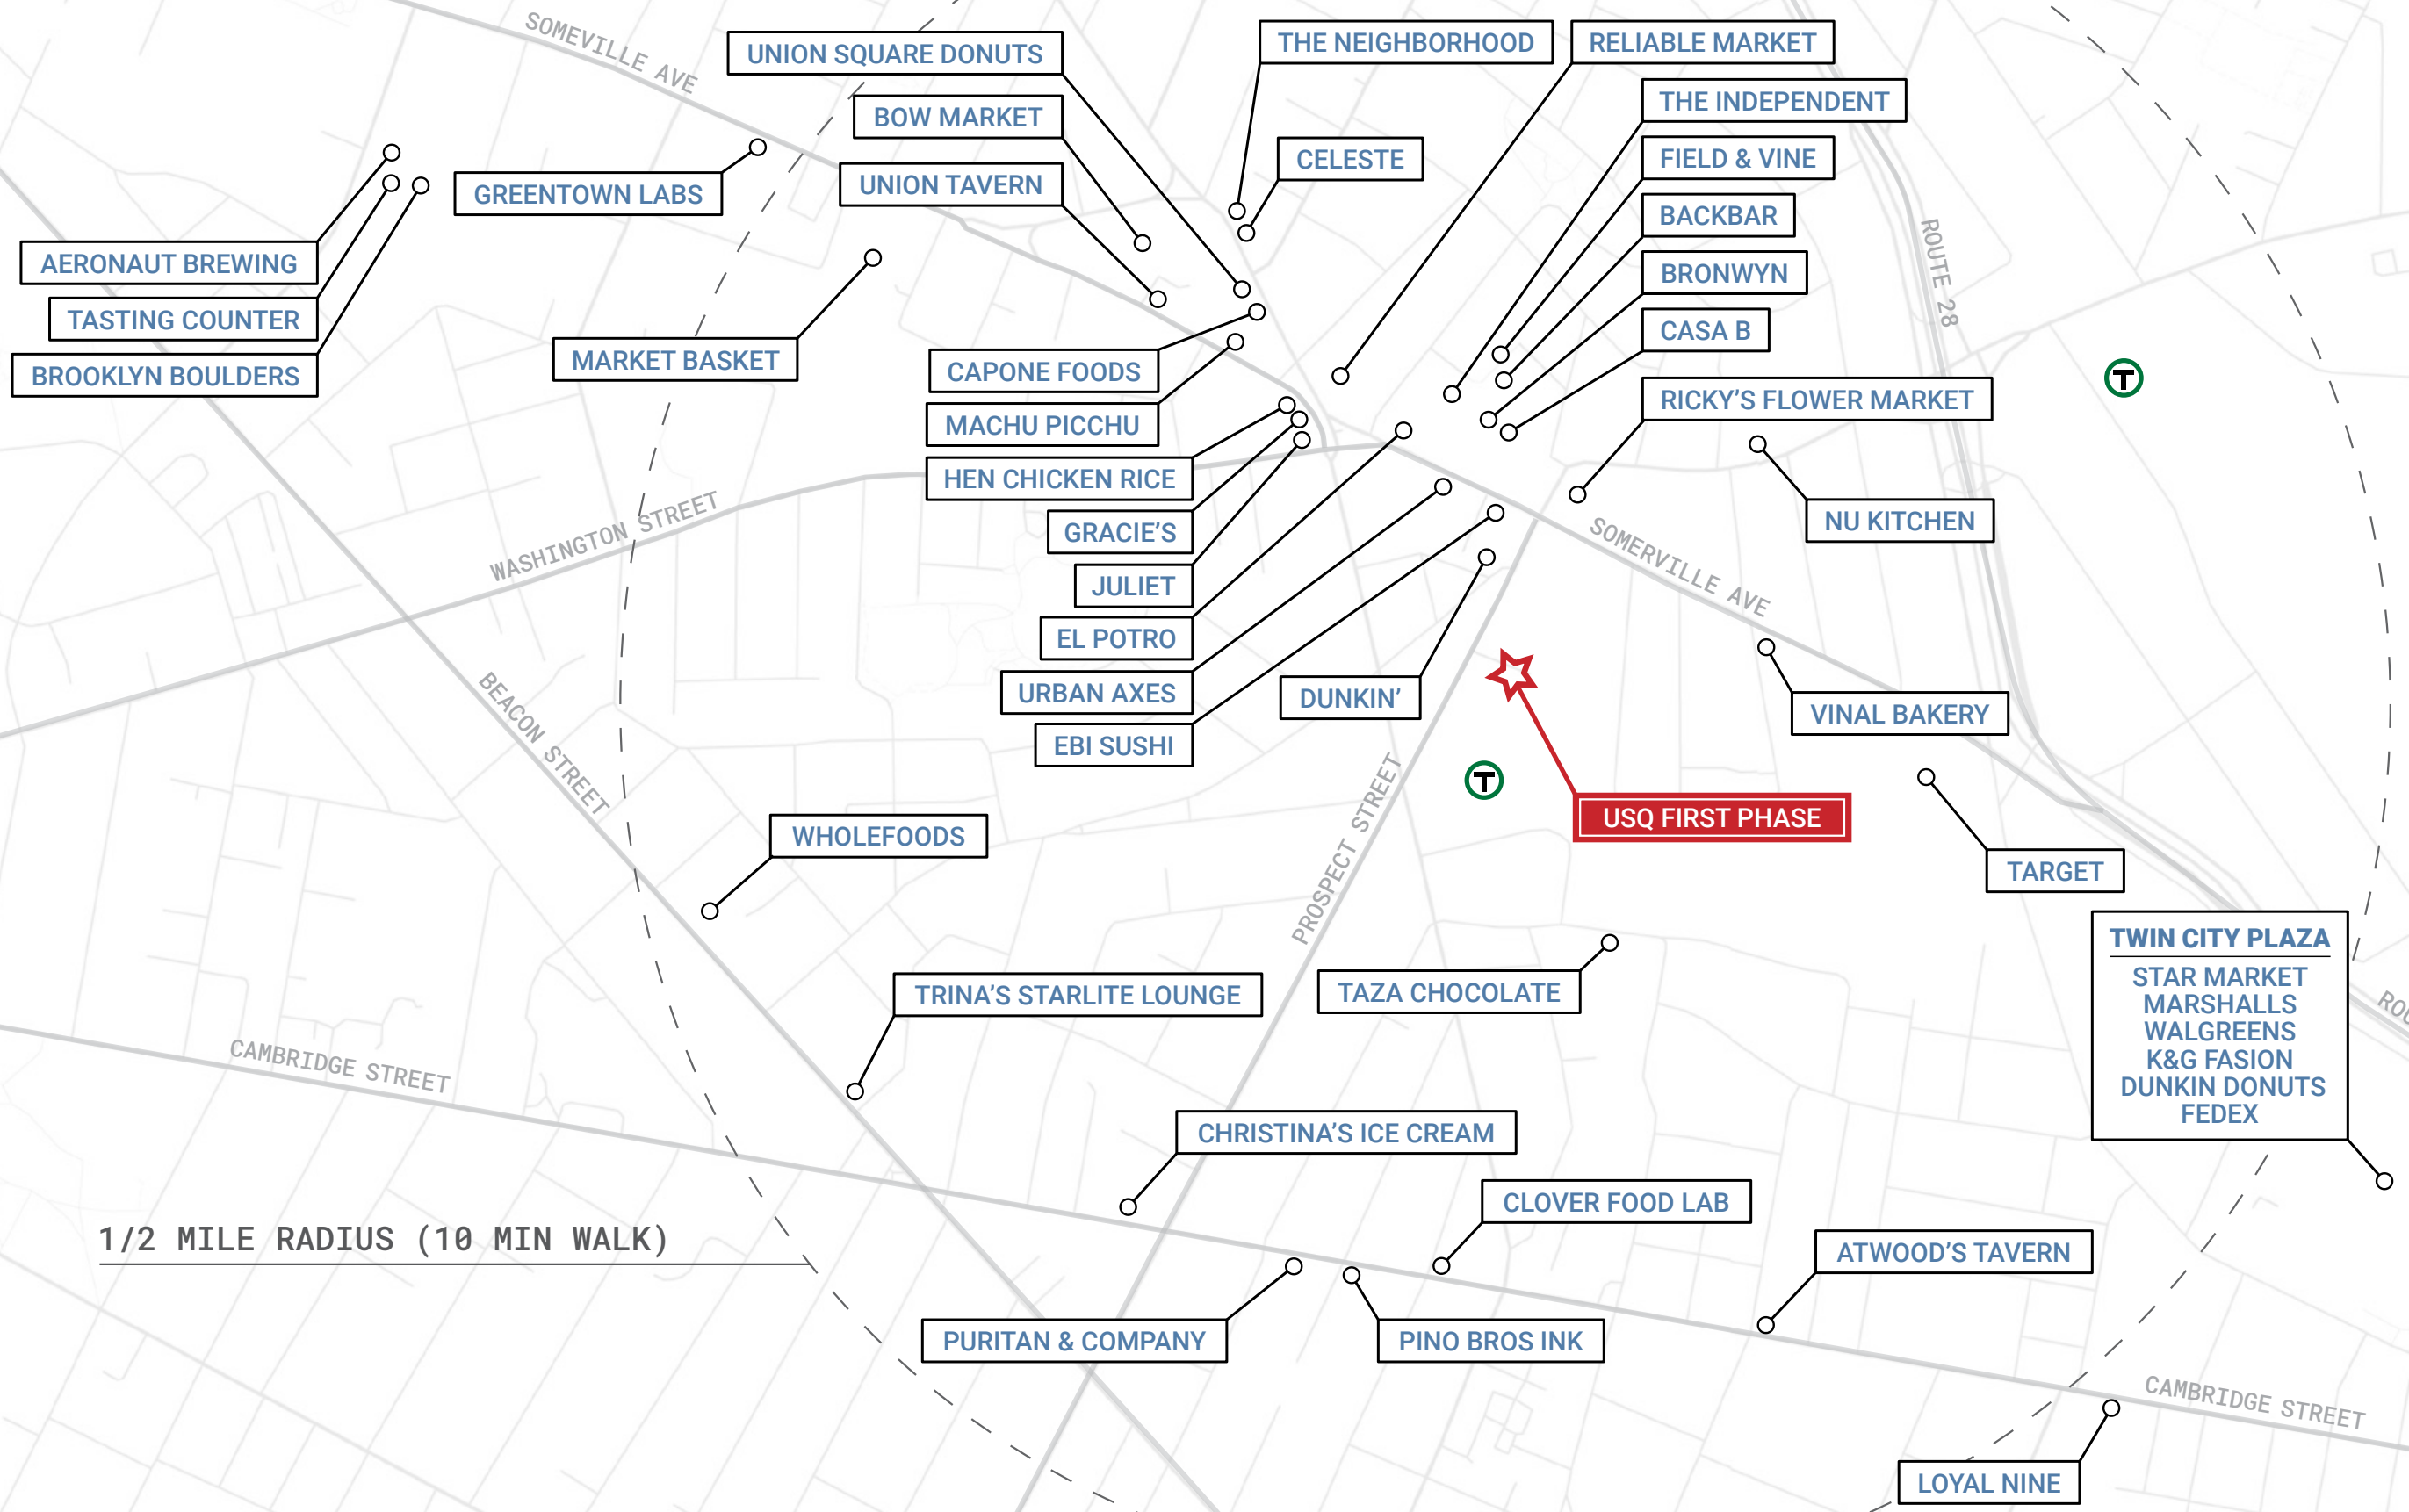 SOMEVILLE AVE
UNION SQUARE DONUTS
THE NEIGHBORHOOD
RELIABLE MARKET
THE INDEPENDENT
BOW MARKET
FIELD & VINE
CELESTE
UNION TAVERN
GREENTOWN LABS
BACKBAR
AERONAUT BREWING
BRONWYN
ROUTE 28
TASTING COUNTER
CASA B
MARKET BASKET
BROOKLYN BOULDERS
CAPONE FOODS
T
RICKY’S FLOWER MARKET
MACHU PICCHU
HEN CHICKEN RICE
WASHINGTON STREET
GRACIE’S
NU KITCHEN
SOMERVILLE AVE
JULIET
EL POTRO
URBAN AXES
DUNKIN’
VINAL BAKERY
EBI SUSHI
BEACON STREET
T
USQ FIRST PHASE
WHOLEFOODS
PROSPECT STREET
TARGET
TWIN CITY PLAZA
STAR MARKET
MARSHALLS
WALGREENS
K&G FASION
DUNKIN DONUTS
FEDEX
TRINA’S STARLITE LOUNGE
TAZA CHOCOLATE
ROU
CAMBRIDGE STREET
CHRISTINA’S ICE CREAM
CLOVER FOOD LAB
1/2 MILE RADIUS (10 MIN WALK)
ATWOOD’S TAVERN
PURITAN & COMPANY
PINO BROS INK
CAMBRIDGE STREET
LOYAL NINE